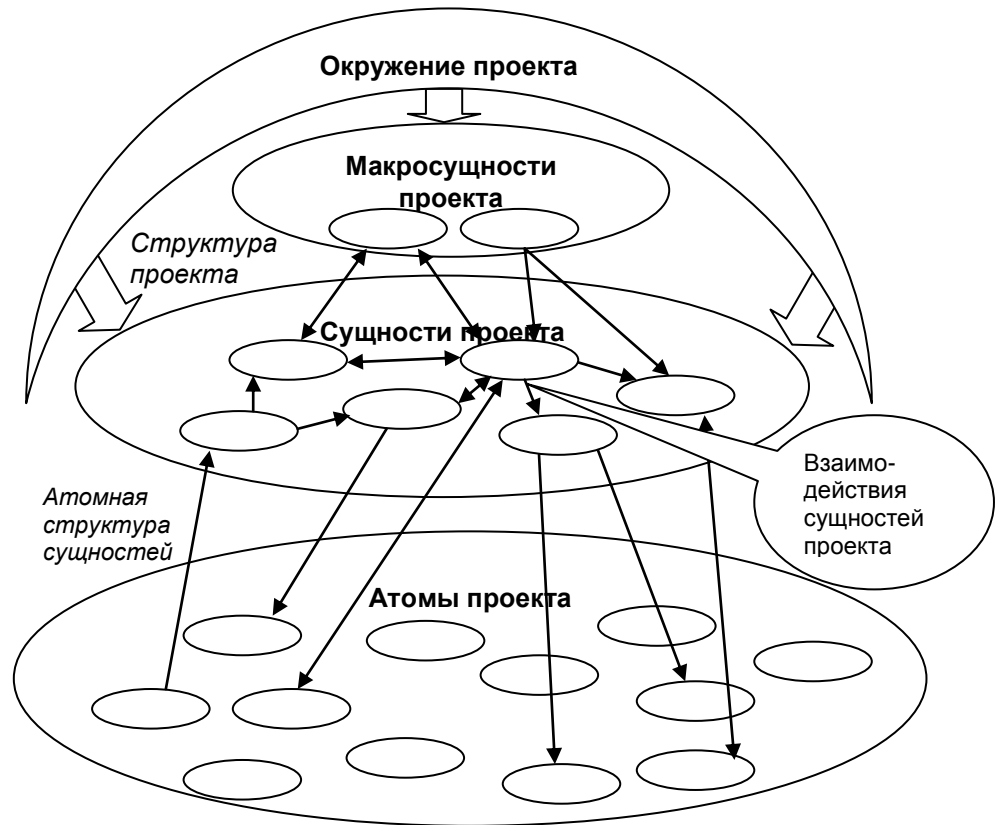 Окружение проекта
Макросущности
проекта
Структура
проекта
Сущности проекта
Взаимо-
действия
сущностей
проекта
Атомная
структура
сущностей
Атомы проекта